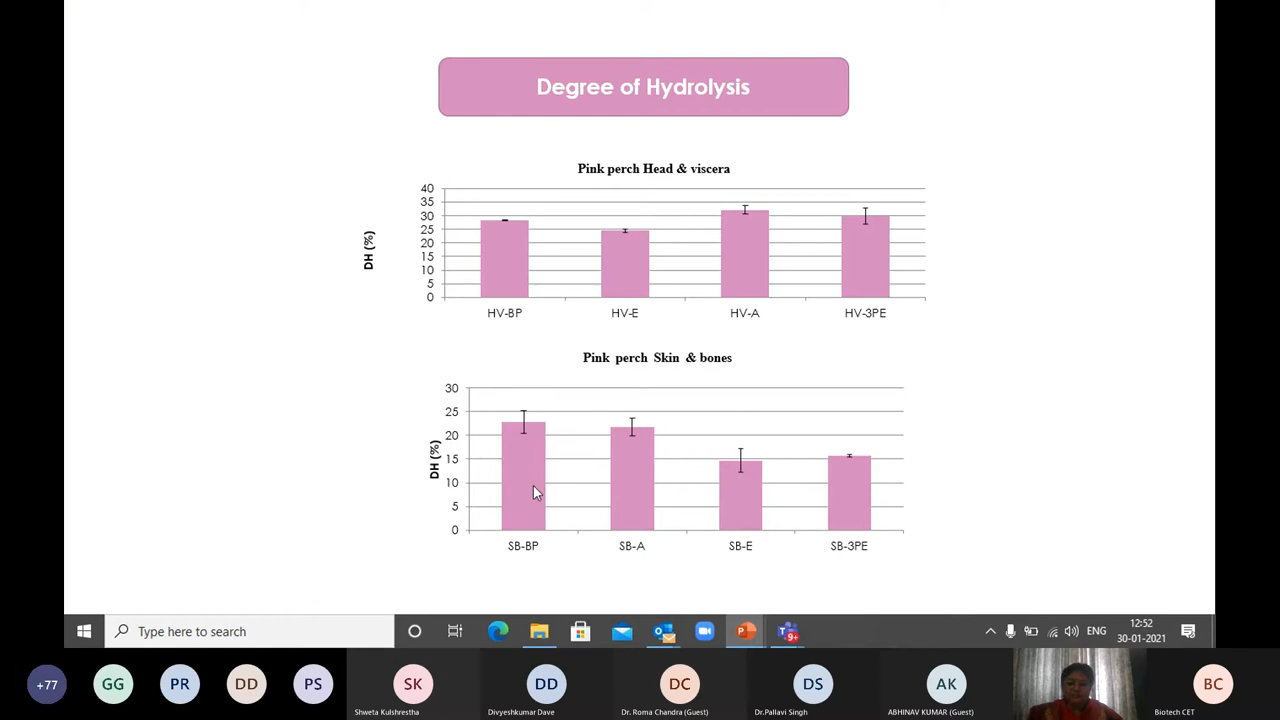 Degree of Hydrolysis
Pink perch Head & viscera
40
35
30
25
20
15
10
5
0
DH (%)
HV-BP HV-E HV-A HV-3PE
Pink perch Skin & bones
30
25
20
15
10
5
0
DH (%)
SB-BP SB-A SB-E SB-3PE
Type here to search
9+
ENG
12:52
30-01-2021
+77 GG PR DD PS SK DD DC DS AK BC
Shweta Kulshrestha Divyeshkumar Dave Dr. Roma Chandra (Guest) Dr.Pallavi Singh ABHINAV KUMAR (Guest) Biotech CET